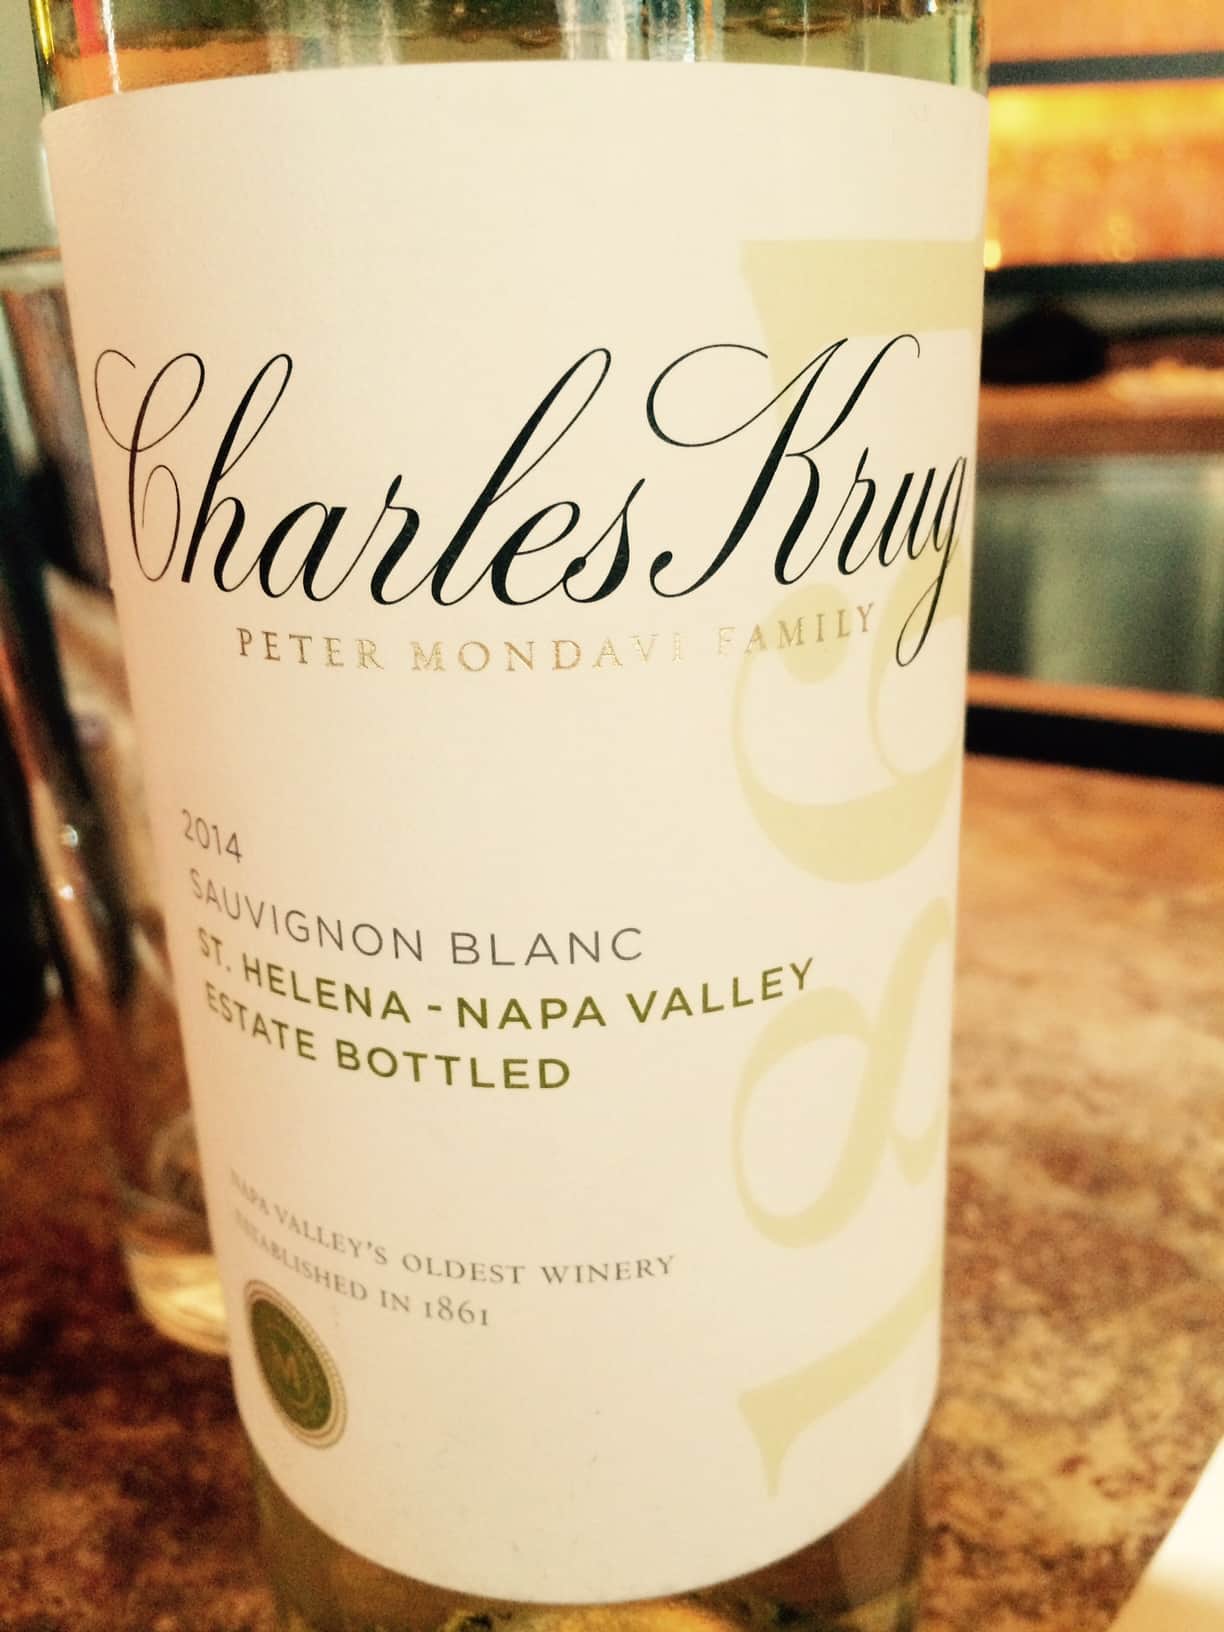 Charles Krug
PETER MONDAVI FAMILY
2014
SAUVIGNON BLANC
ST. HELENA - NAPA VALLEY
ESTATE BOTTLED
NAPA VALLEY'S OLDEST WINERY
ESTABLISHED IN 1861
1861